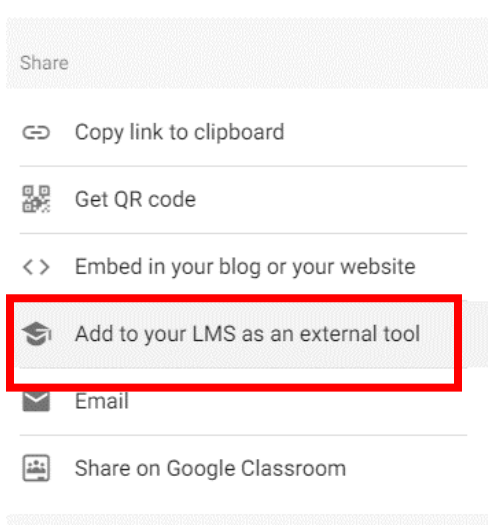 Share
Copy link to clipboard
Get QR code
Embed in your blog or your website
Add to your LMS as an external tool
Email
Share on Google Classroom